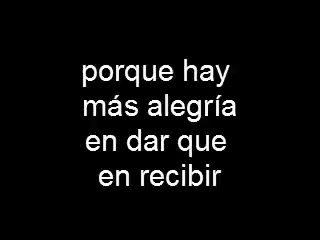 porque hay
más alegría
en dar que
en recibir